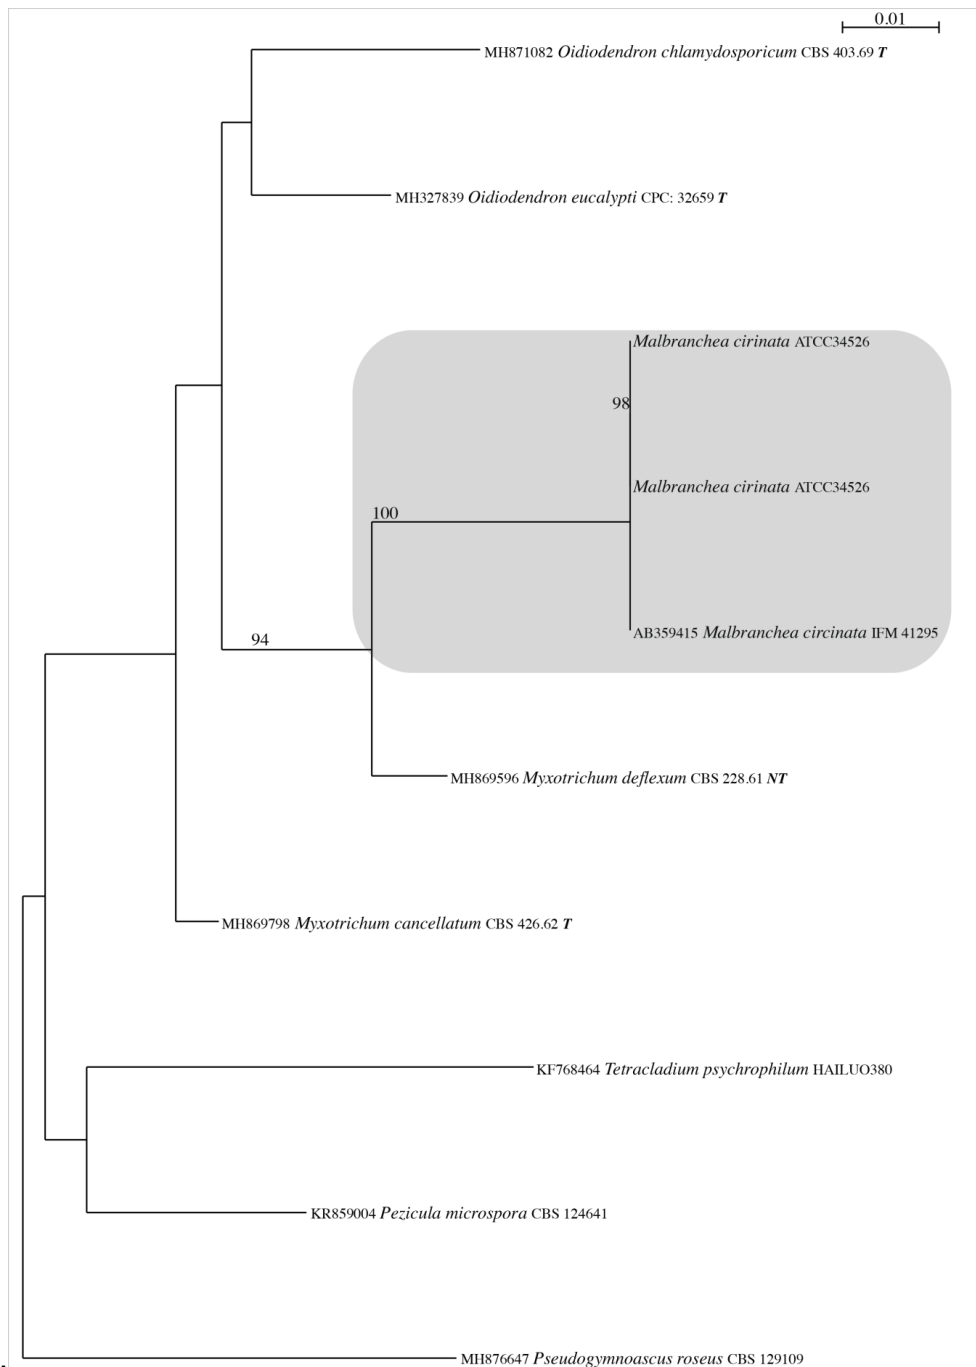 0.01
MH871082 Oidiodendron chlamydosporicum CBS 403.69 T
MH327839 Oidiodendron eucalypti CPC: 32659 T
Malbranchea cirinata ATCC34526
98
Malbranchea cirinata ATCC34526
100
AB359415 Malbranchea circinata IFM 41295
94
MH869596 Myxotrichum deflexum CBS 228.61 NT
MH869798 Myxotrichum cancellatum CBS 426.62 T
KF768464 Tetracladium psychrophilum HAILUO380
KR859004 Pezicula microspora CBS 124641
MH876647 Pseudogymnoascus roseus CBS 129109